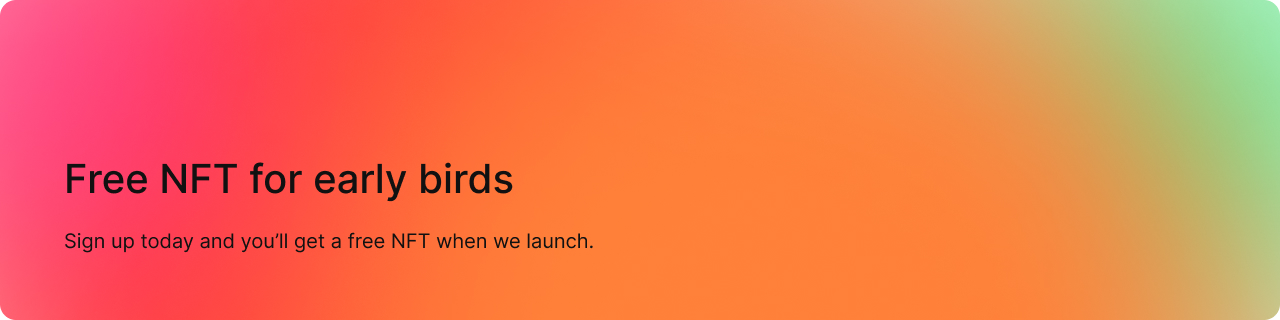 Free NFT for early birds
Sign up today and you’ll get a free NFT when we launch.